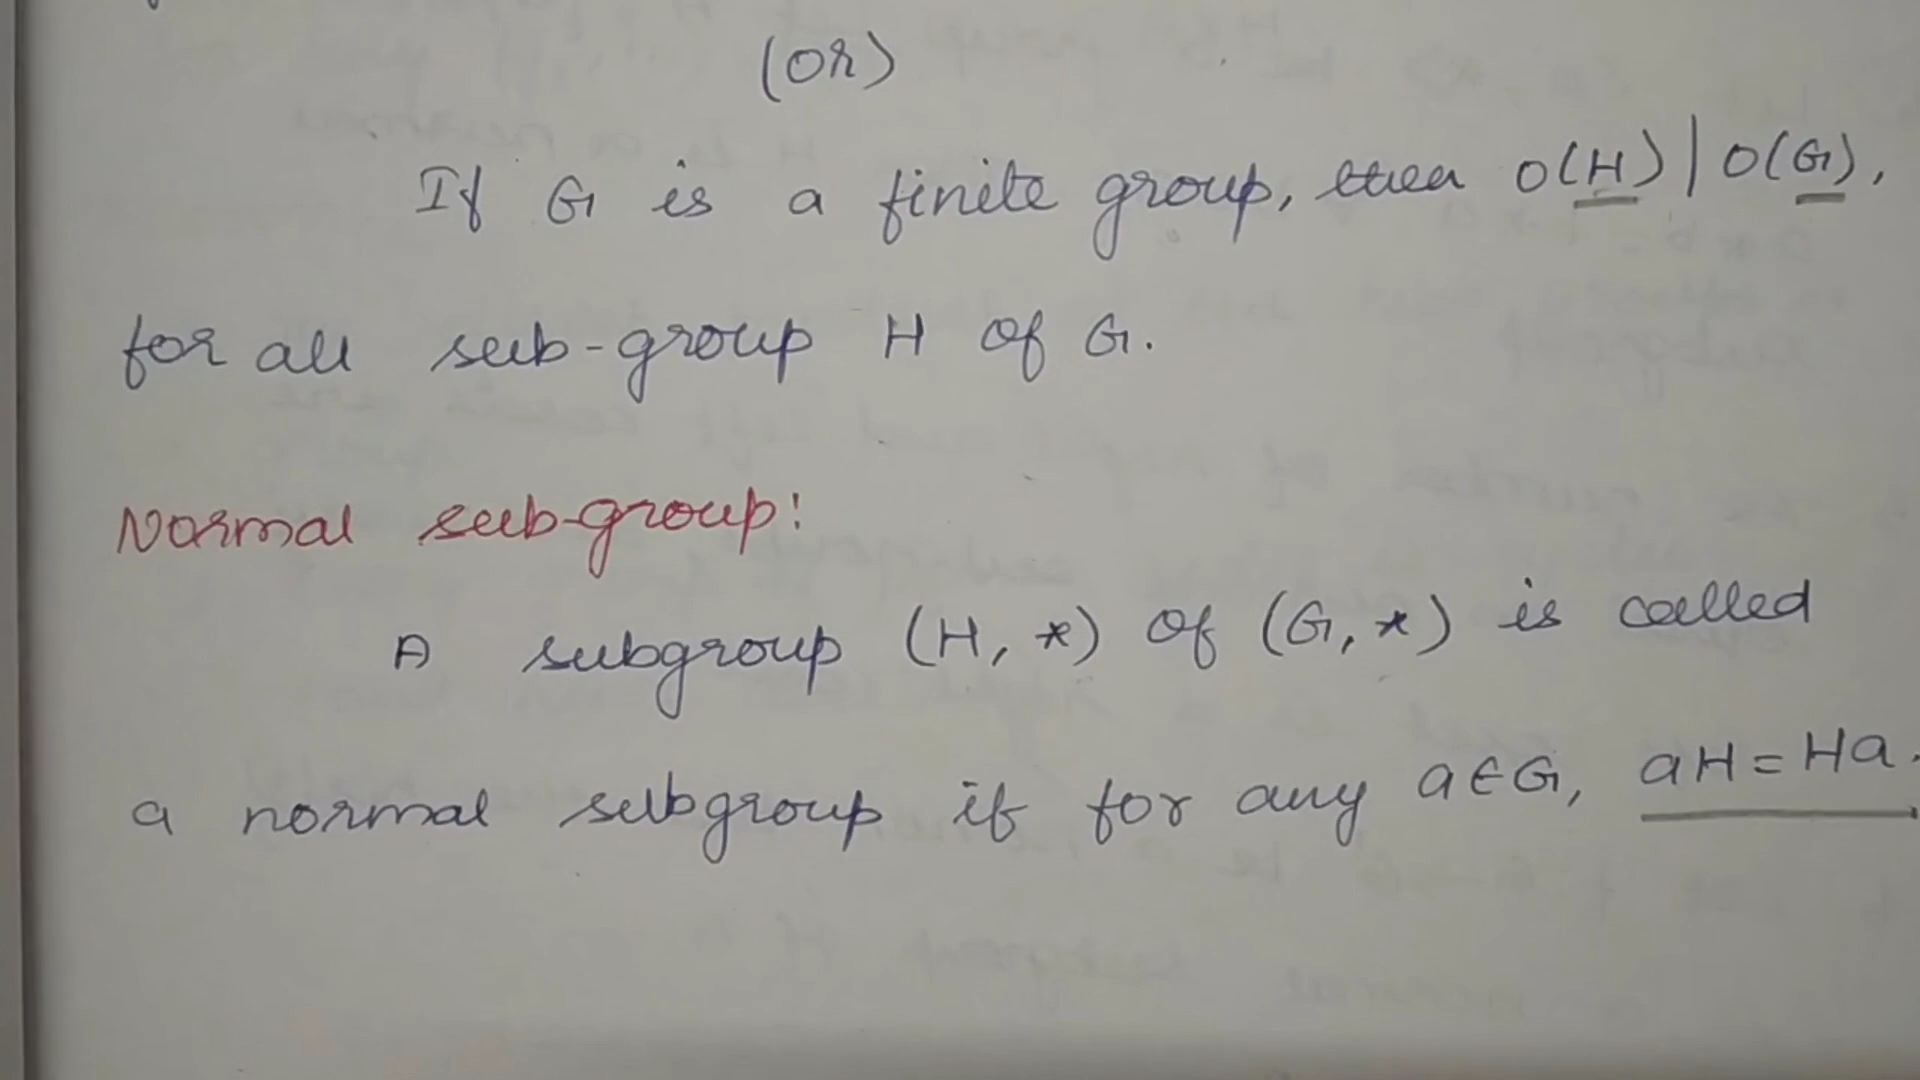 (or)
If G is a finite group, then O(H) | O(G),
for all sub-group H of G.
Normal sub-group:
A subgroup (H, *) of (G, *) is called
a normal subgroup if for any a∈G, aH = Ha.